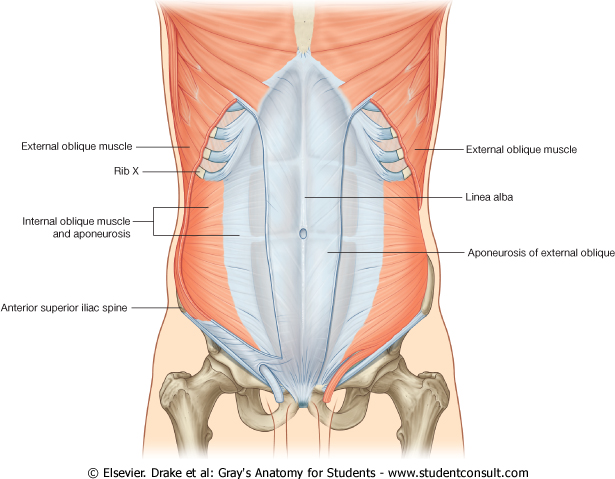 External oblique muscle
External oblique muscle
Rib X
Linea alba
Internal oblique muscle
and aponeurosis
Aponeurosis of external oblique
Anterior superior iliac spine
© Elsevier. Drake et al: Gray's Anatomy for Students - www.studentconsult.com